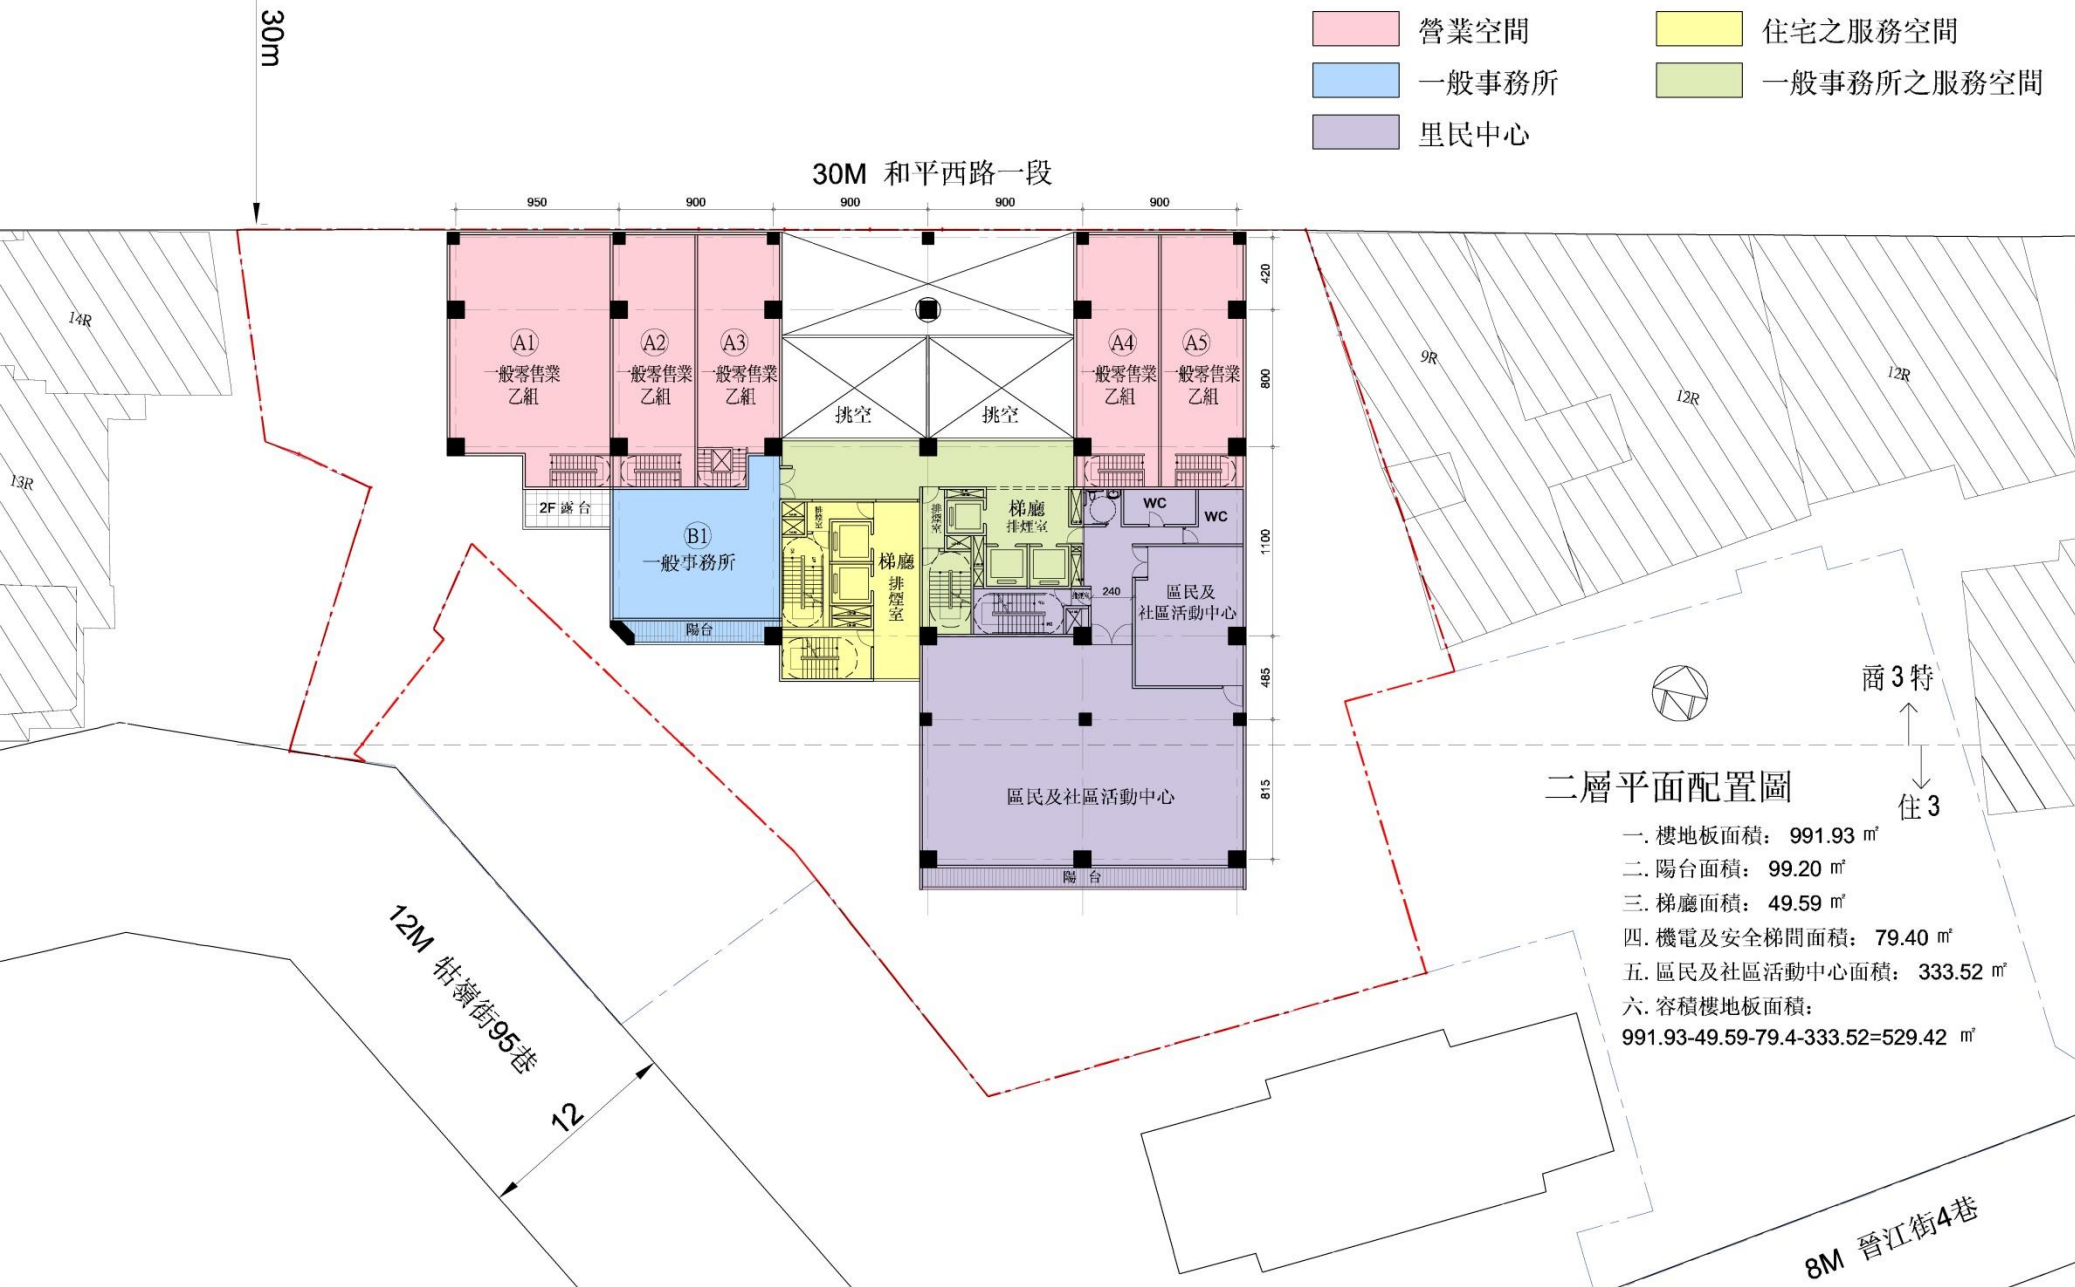 30m
營業空間
住宅之服務空間
一般事務所
一般事務所之服務空間
里民中心
30M 和平西路一段
950
900
900
900
900
14R
13R
9R
12R
12R
420
800
1100
485
815
A1
一般零售業
乙組
A2
一般零售業
乙組
A3
一般零售業
乙組
挑空
挑空
A4
一般零售業
乙組
A5
一般零售業
乙組
2F 露台
B1
一般事務所
陽台
梯廳
排煙室
排煙室
梯廳
排煙室
WC
WC
240
區民及
社區活動中心
區民及社區活動中心
陽台
商3特
住3
二層平面配置圖
一. 樓地板面積： 991.93 ㎡
二. 陽台面積： 99.20 ㎡
三. 梯廳面積： 49.59 ㎡
四. 機電及安全梯間面積： 79.40 ㎡
五. 區民及社區活動中心面積： 333.52 ㎡
六. 容積樓地板面積：
991.93-49.59-79.4-333.52=529.42 ㎡
12M 牯嶺街95巷
12
8M 晉江街4巷